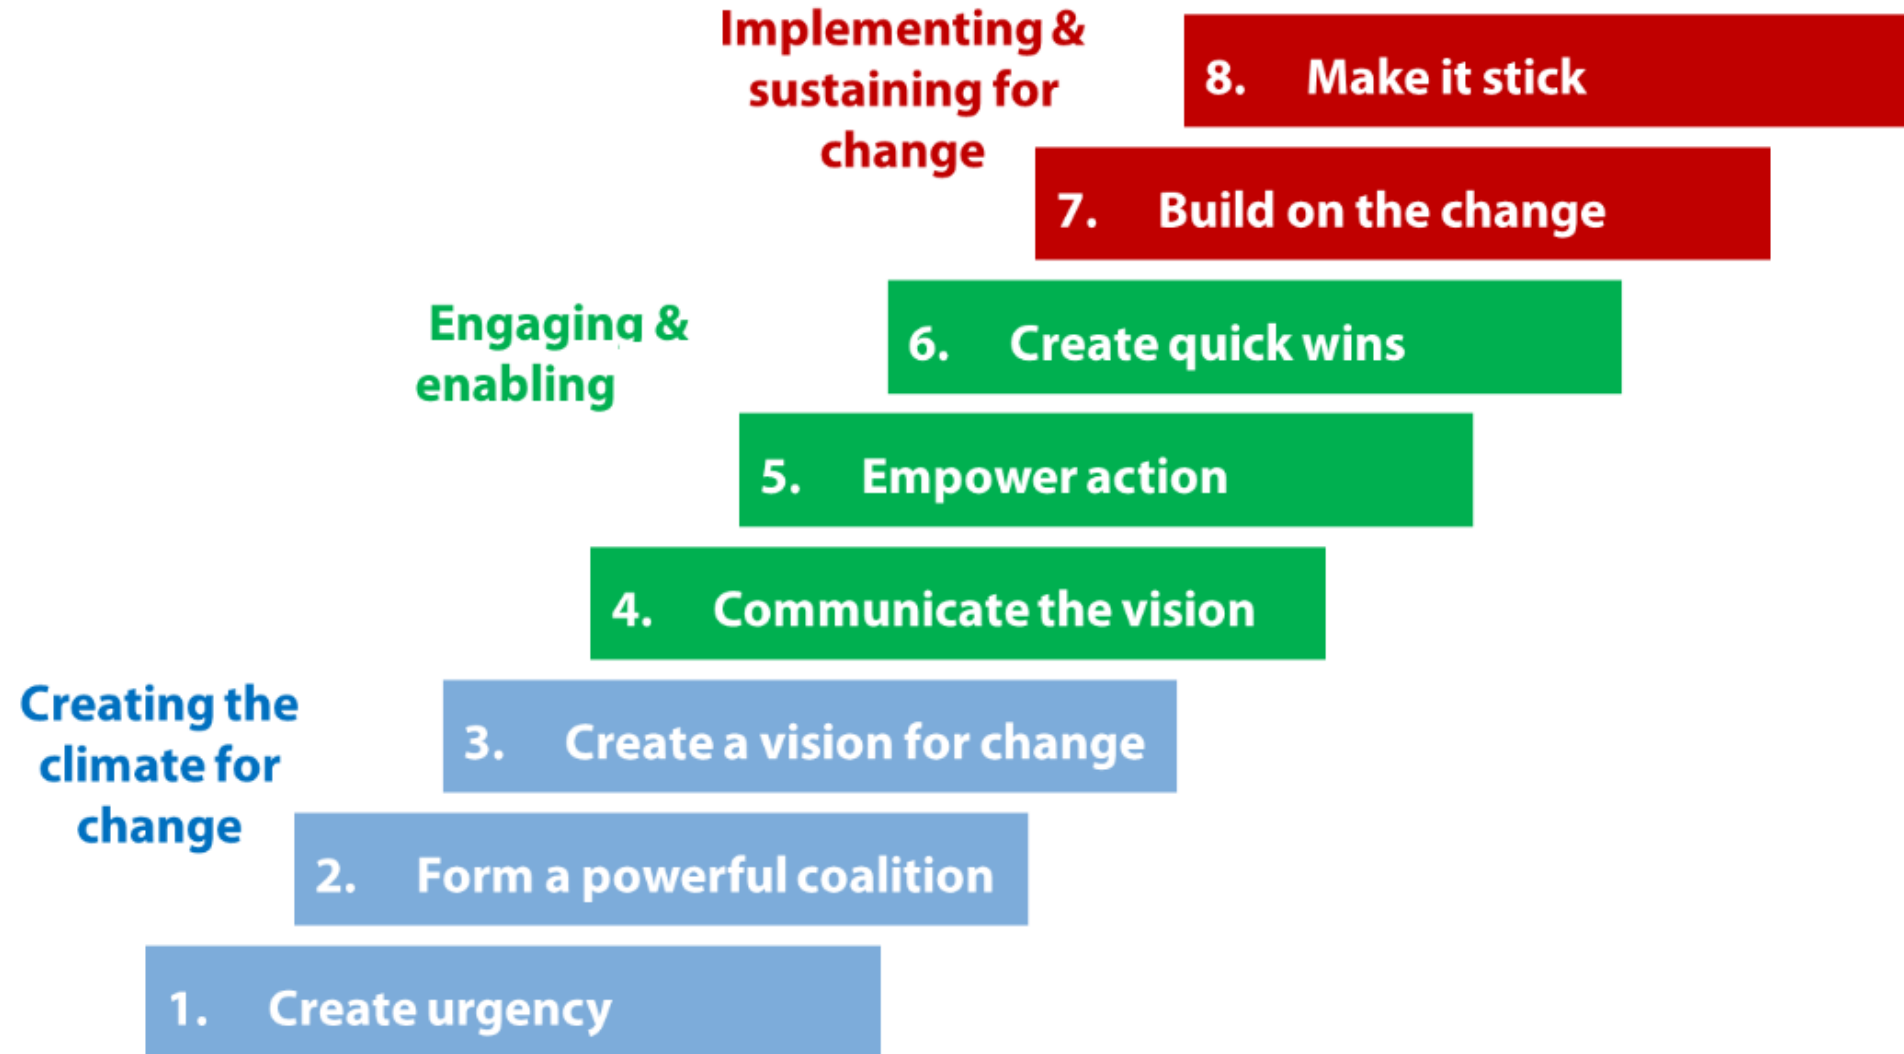 Implementing &
sustaining for
change
8. Make it stick
7. Build on the change
Engaging &
enabling
6. Create quick wins
5. Empower action
4. Communicate the vision
Creating the
climate for
change
3. Create a vision for change
2. Form a powerful coalition
1. Create urgency